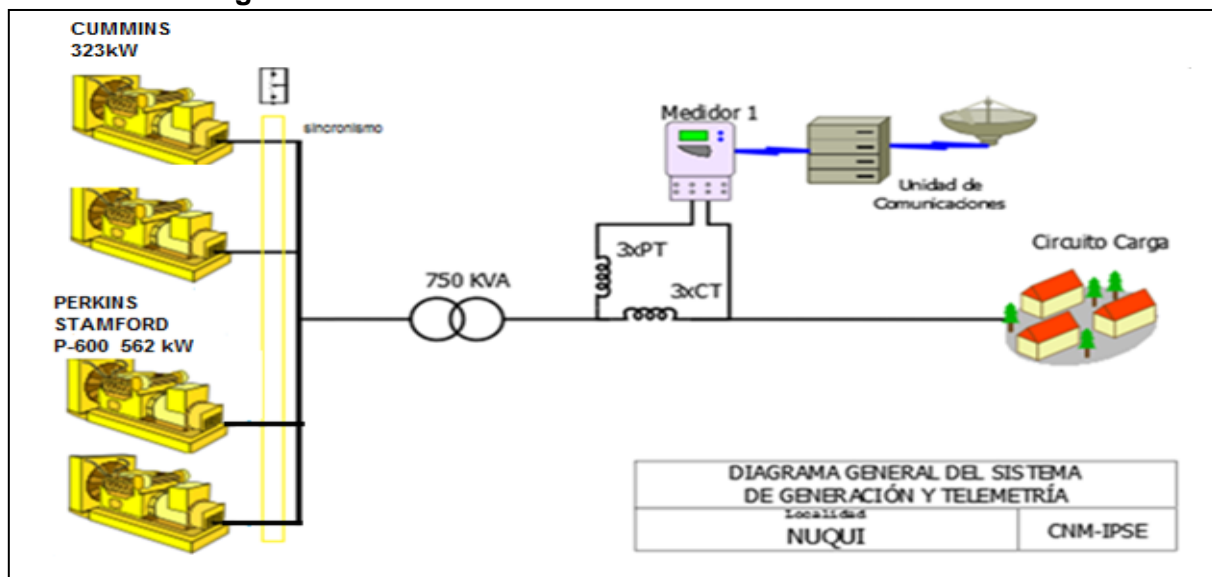 CUMMINS
323kW
sincronismo
PERKINS
STAMFORD
P-600 562 kW
750 KVA
3xPT
3xCT
Medidor 1
Unidad de
Comunicaciones
Circuito Carga
DIAGRAMA GENERAL DEL SISTEMA
DE GENERACIÓN Y TELEMETRÍA
Localidad
NUQUI
CNM-IPSE